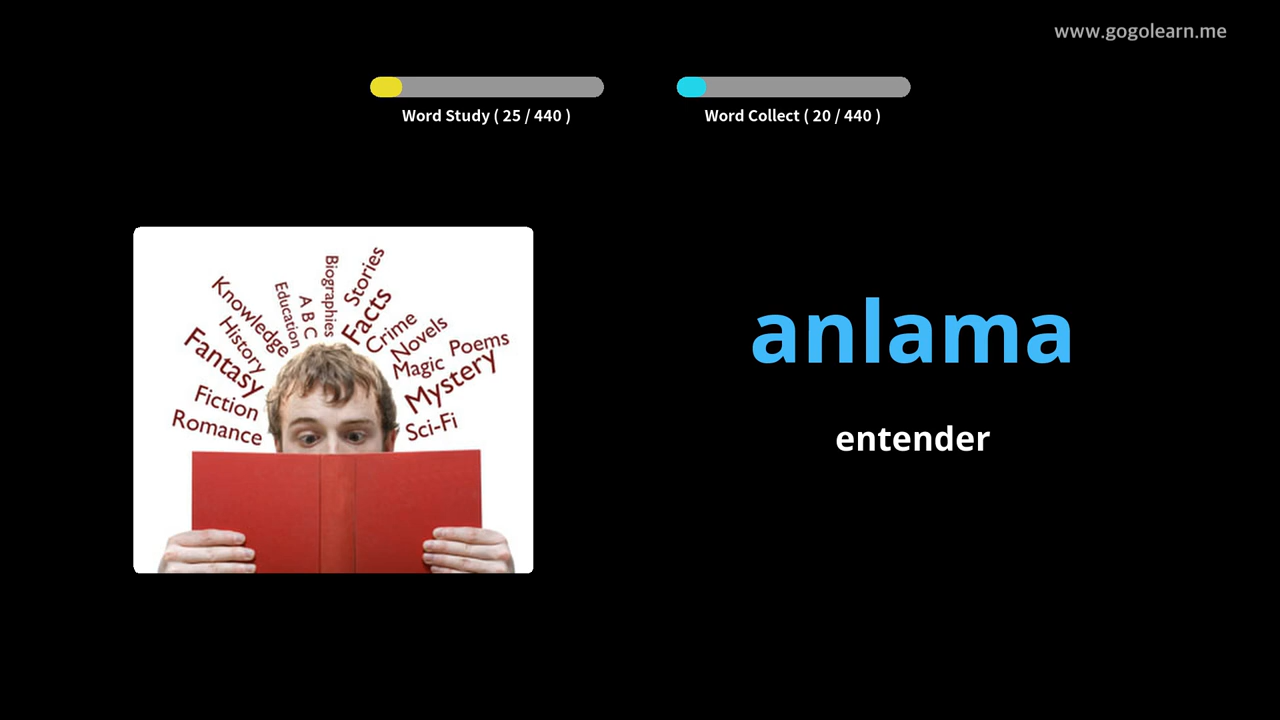 www.gogolearn.me
Word Study ( 25 / 440 )
Word Collect ( 20 / 440 )
Biographies
Stories
Knowledge
Education
A B C
Facts
Crime
History
Novels
Fantasy
Magic
Poems
Mystery
Fiction
Romance
Sci-Fi
anlama
entender